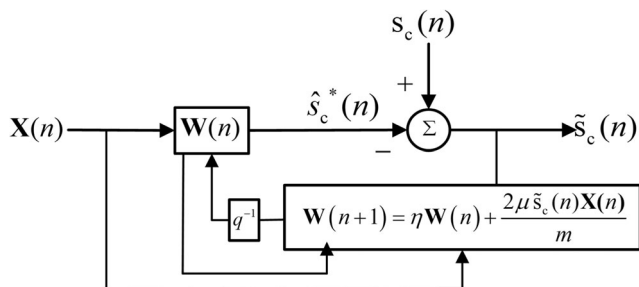 s_c(n)
+
ŝ_c*(n)
X(n)
W(n)
Σ
s̃_c(n)
−
q⁻¹
W(n+1) = ηW(n) + 2μs̃_c(n)X(n) / m